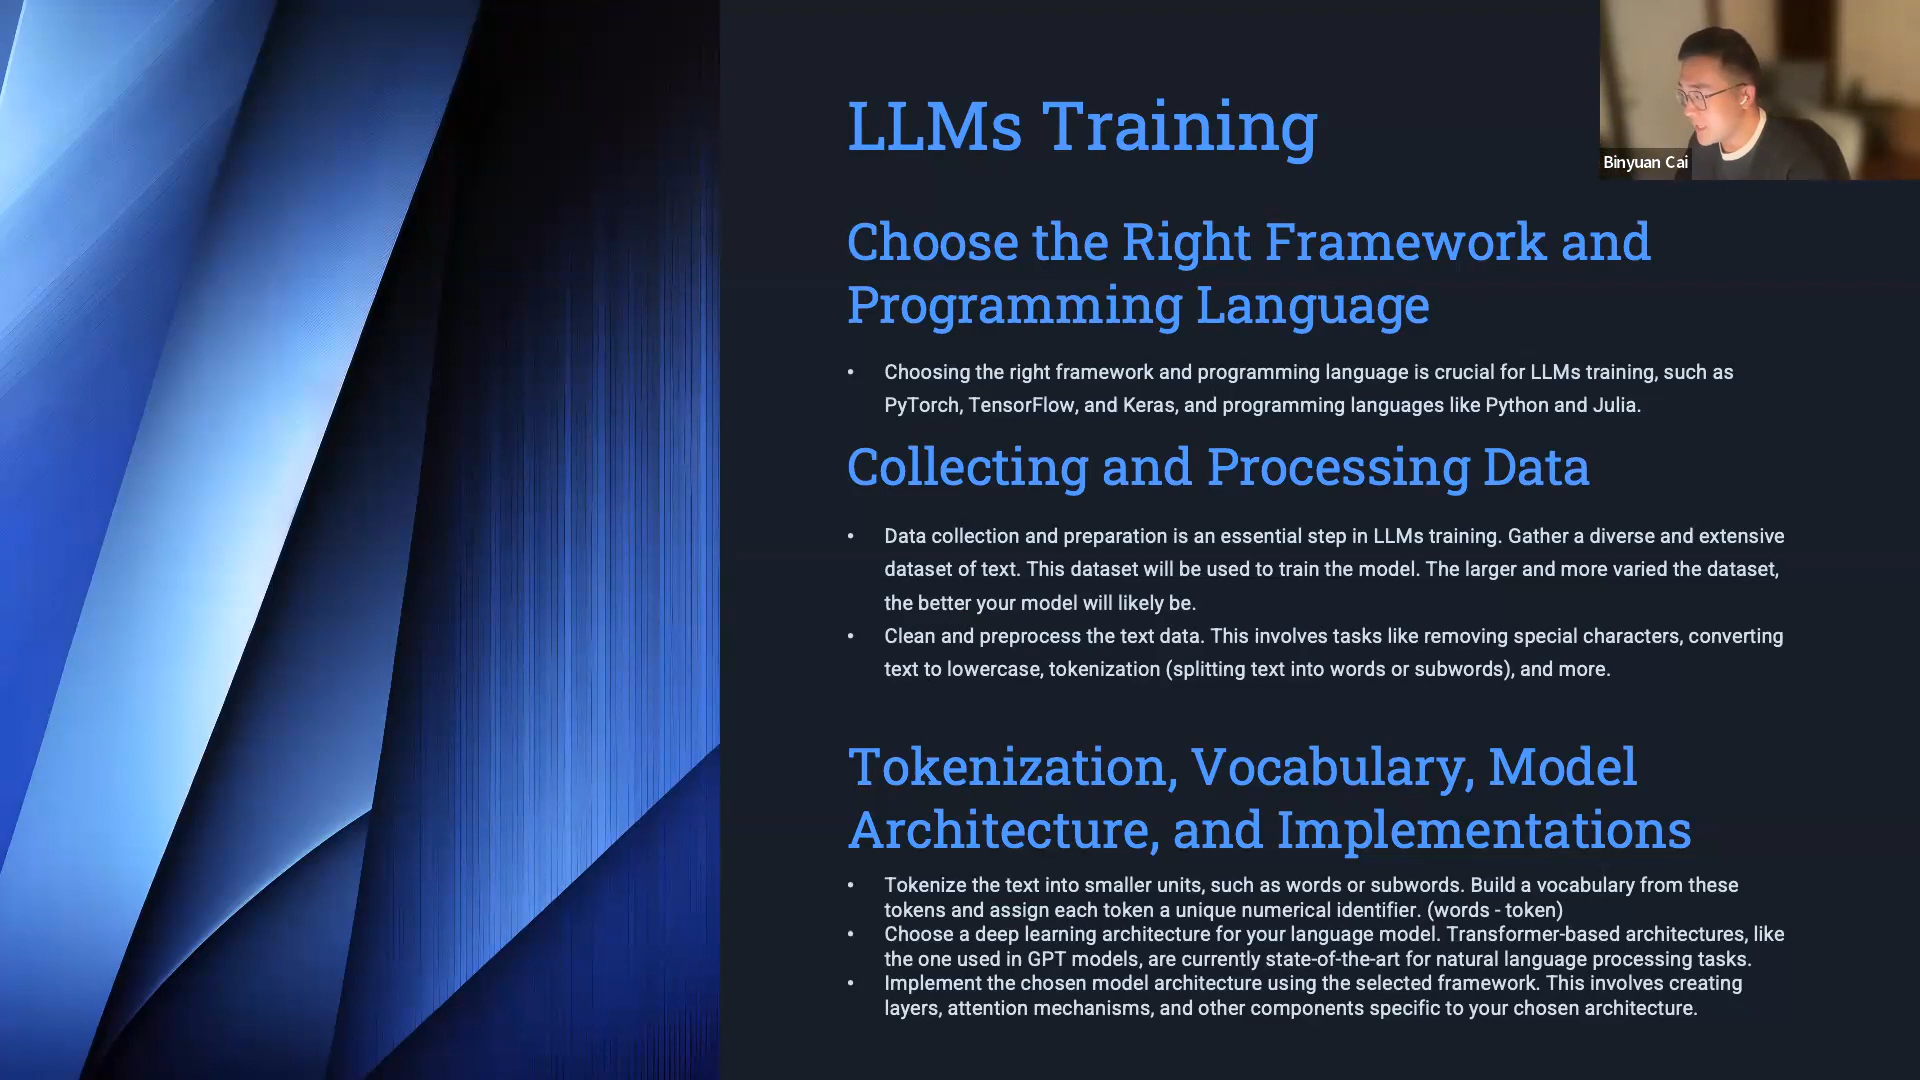 LLMs Training
Binyuan Cai
Choose the Right Framework and
Programming Language
• Choosing the right framework and programming language is crucial for LLMs training, such as
PyTorch, TensorFlow, and Keras, and programming languages like Python and Julia.
Collecting and Processing Data
• Data collection and preparation is an essential step in LLMs training. Gather a diverse and extensive
dataset of text. This dataset will be used to train the model. The larger and more varied the dataset,
the better your model will likely be.
• Clean and preprocess the text data. This involves tasks like removing special characters, converting
text to lowercase, tokenization (splitting text into words or subwords), and more.
Tokenization, Vocabulary, Model
Architecture, and Implementations
• Tokenize the text into smaller units, such as words or subwords. Build a vocabulary from these
tokens and assign each token a unique numerical identifier. (words - token)
• Choose a deep learning architecture for your language model. Transformer-based architectures, like
the one used in GPT models, are currently state-of-the-art for natural language processing tasks.
• Implement the chosen model architecture using the selected framework. This involves creating
layers, attention mechanisms, and other components specific to your chosen architecture.